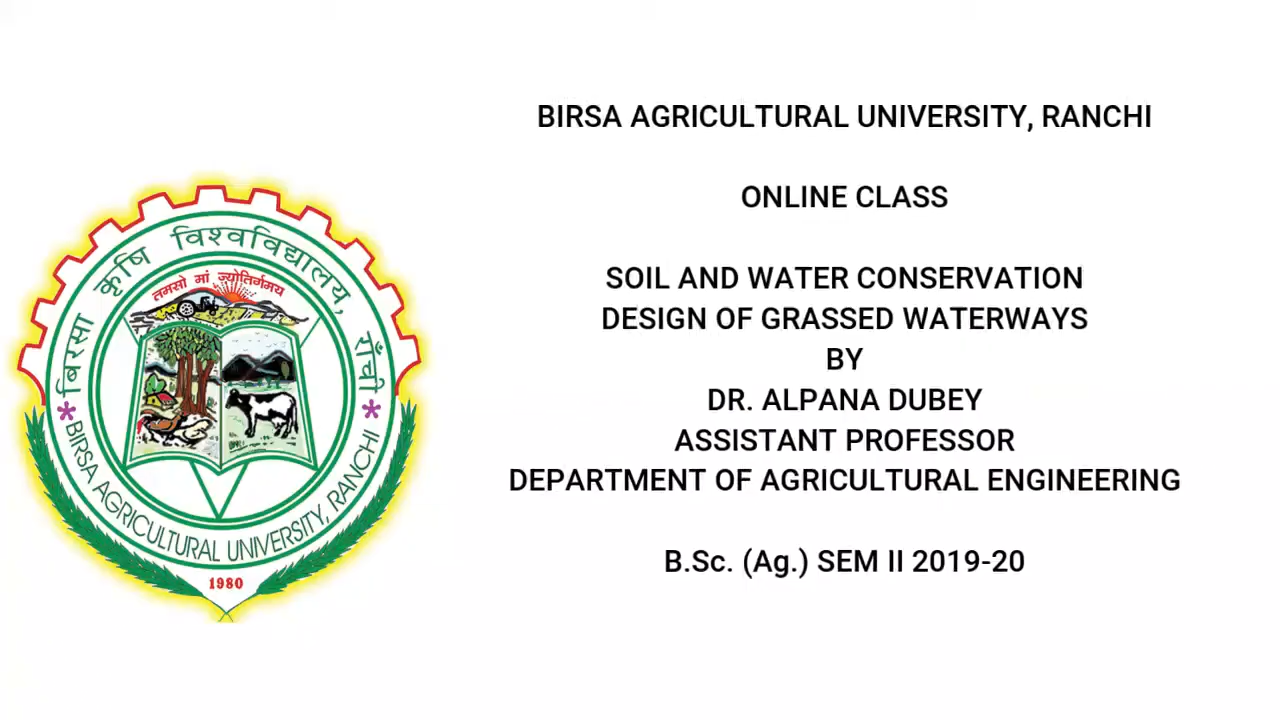 BIRSA AGRICULTURAL UNIVERSITY, RANCHI
ONLINE CLASS
SOIL AND WATER CONSERVATION
DESIGN OF GRASSED WATERWAYS
BY
DR. ALPANA DUBEY
ASSISTANT PROFESSOR
DEPARTMENT OF AGRICULTURAL ENGINEERING
B.Sc. (Ag.) SEM II 2019-20
बिरसा कृषि विश्वविद्यालय, राँची
तमसो मां ज्योतिर्गमय
BIRSA AGRICULTURAL UNIVERSITY, RANCHI
1980